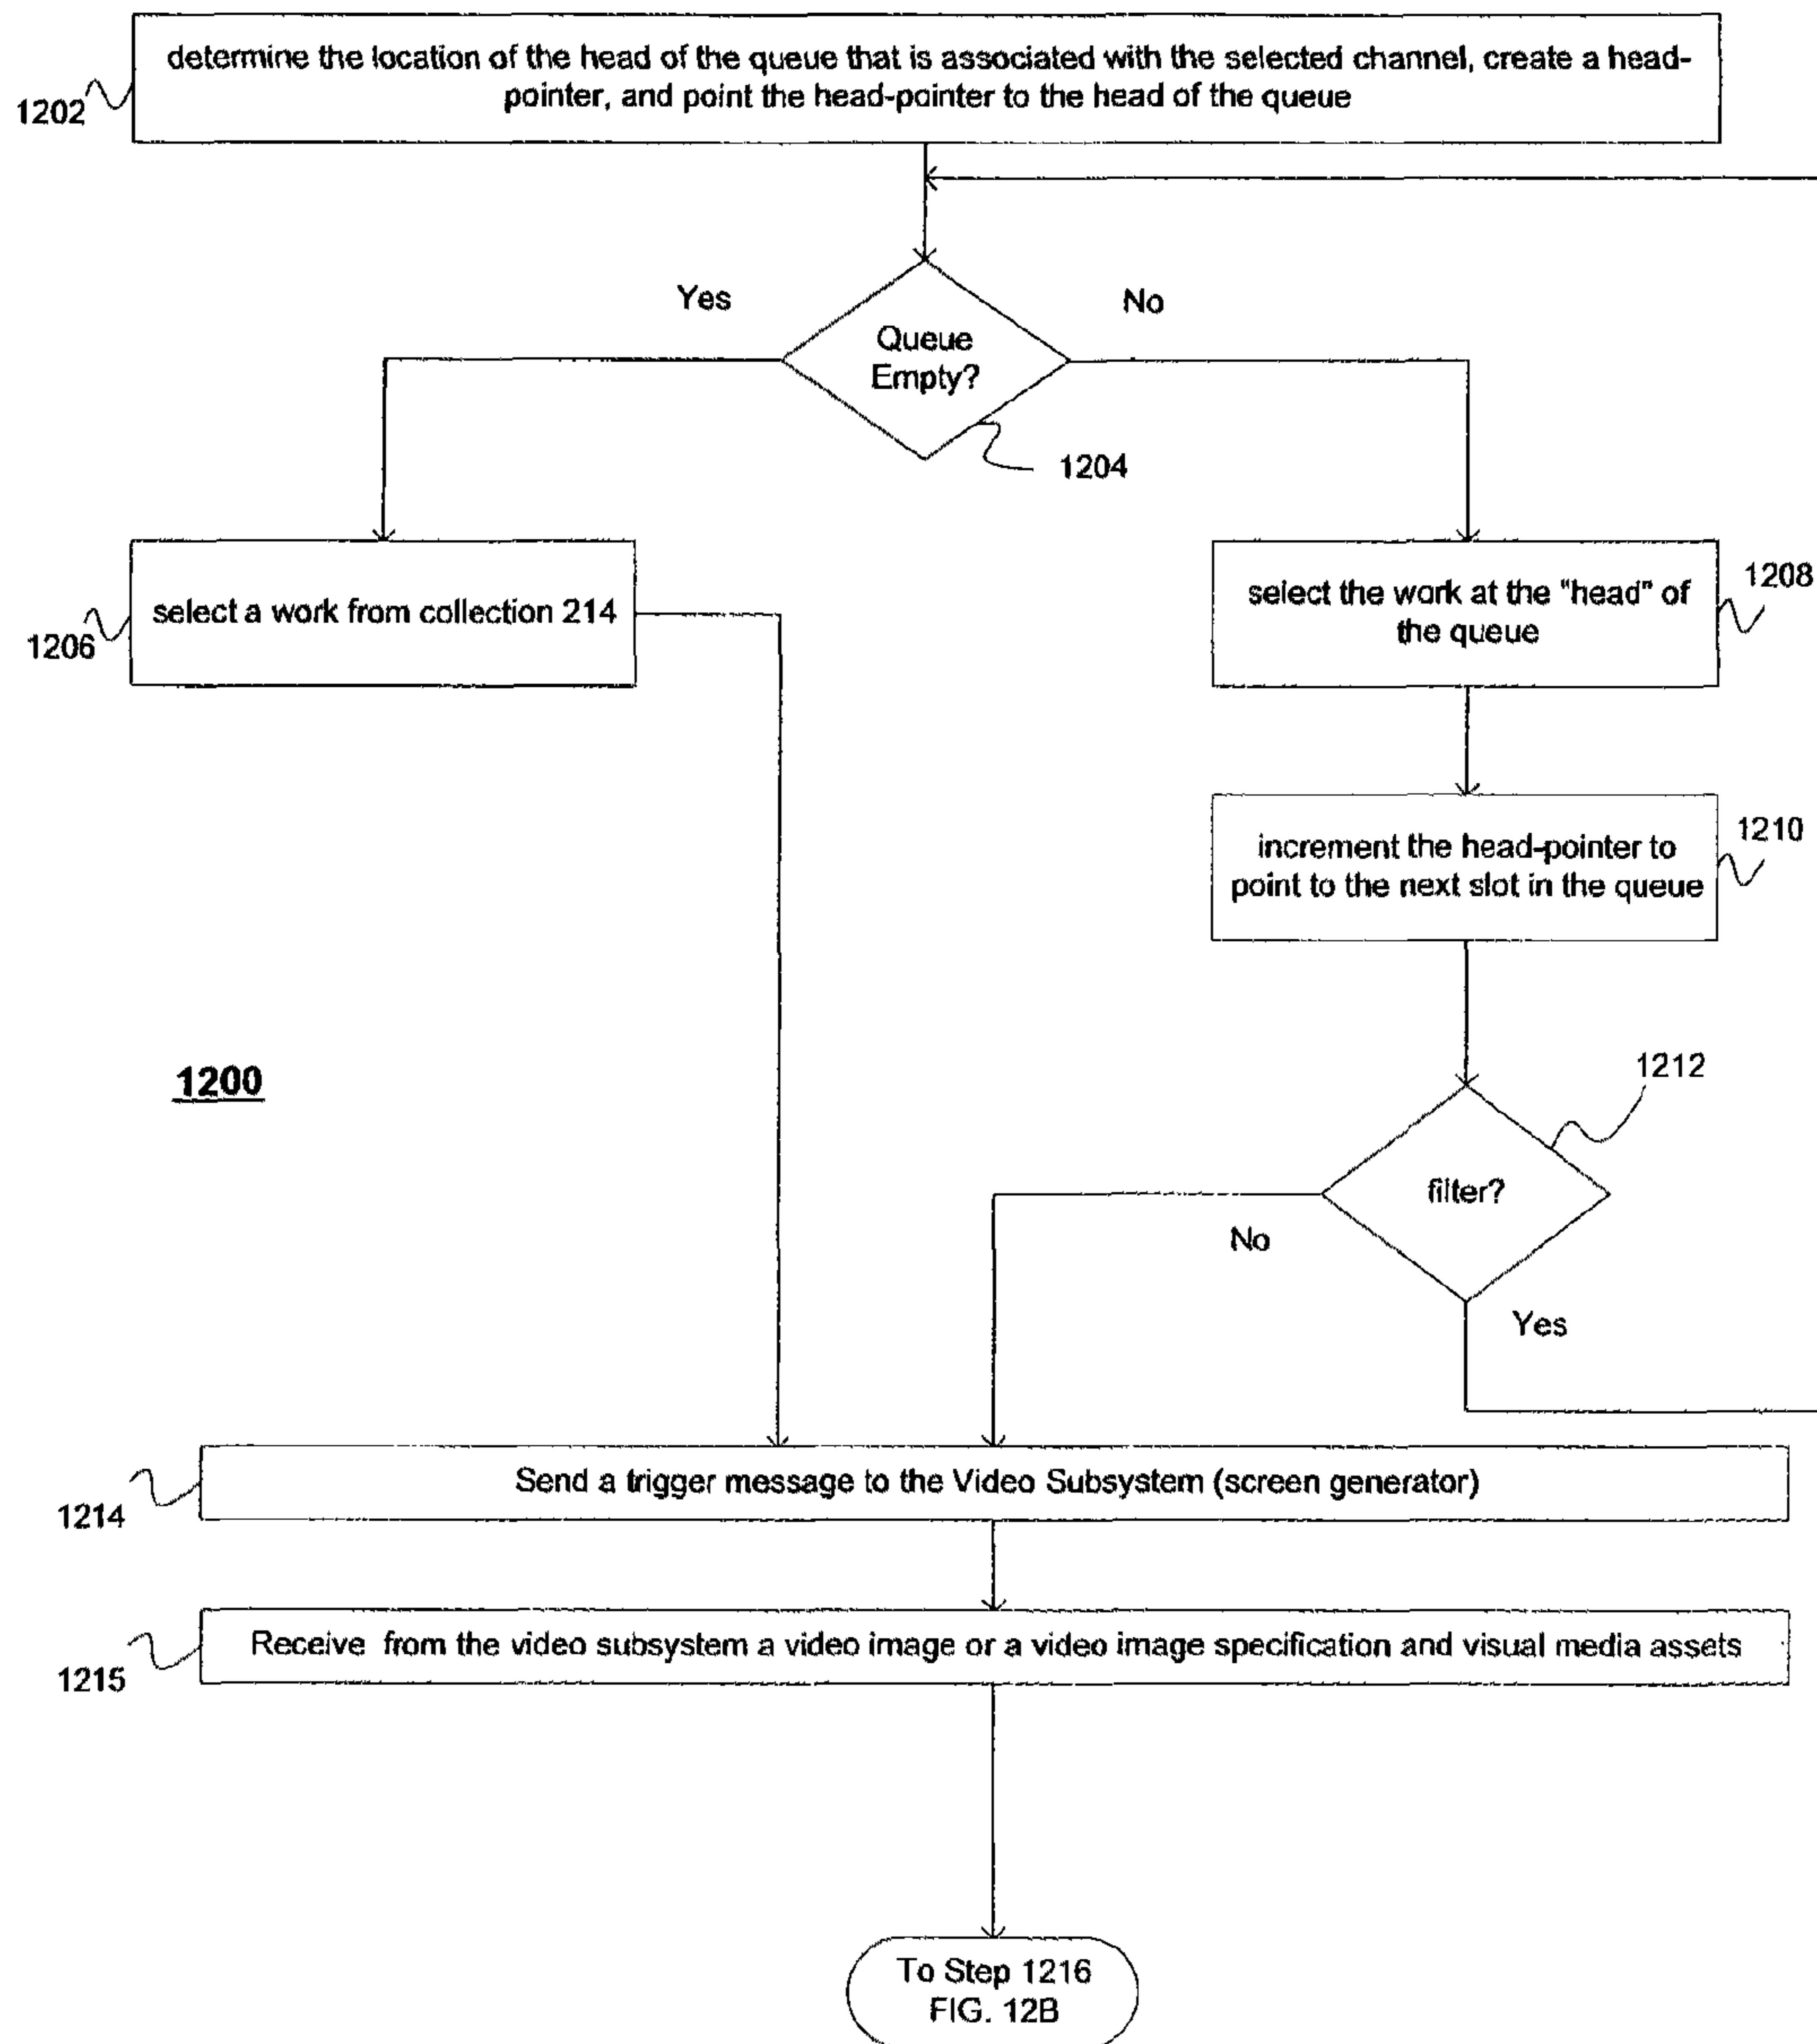 determine the location of the head of the queue that is associated with the selected channel, create a head-
pointer, and point the head-pointer to the head of the queue
1202
Yes
No
Queue
Empty?
1204
select a work from collection 214
1206
select the work at the "head" of
the queue
1208
increment the head-pointer to
point to the next slot in the queue
1210
1200
1212
filter?
No
Yes
Send a trigger message to the Video Subsystem (screen generator)
1214
Receive from the video subsystem a video image or a video image specification and visual media assets
1215
To Step 1216
FIG. 12B